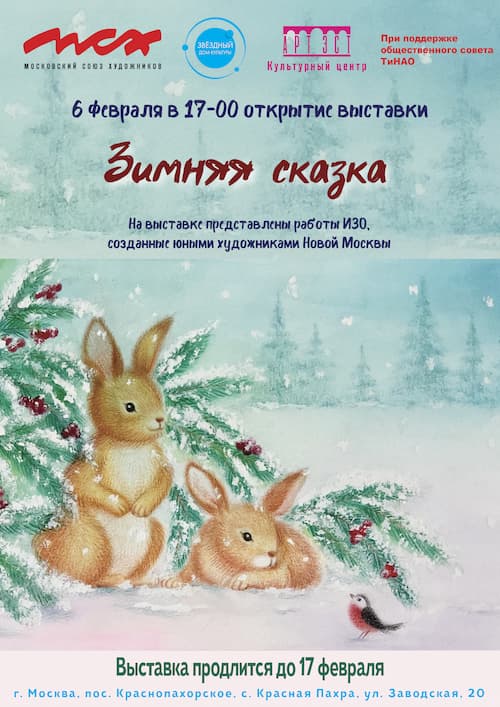 мсх
МОСКОВСКИЙ СОЮЗ ХУДОЖНИКОВ
ЗВЁЗДНЫЙ
ДОМ КУЛЬТУРЫ
АРТЭСТ
Культурный центр
При поддержке
общественного совета
ТиНАО
6 февраля в 17-00 открытие выставки
Зимняя сказка
На выставке представлены работы ИЗО,
созданные юными художниками Новой Москвы
Выставка продлится до 17 февраля
г. Москва, пос. Краснопахорское, с. Красная Пахра, ул. Заводская, 20